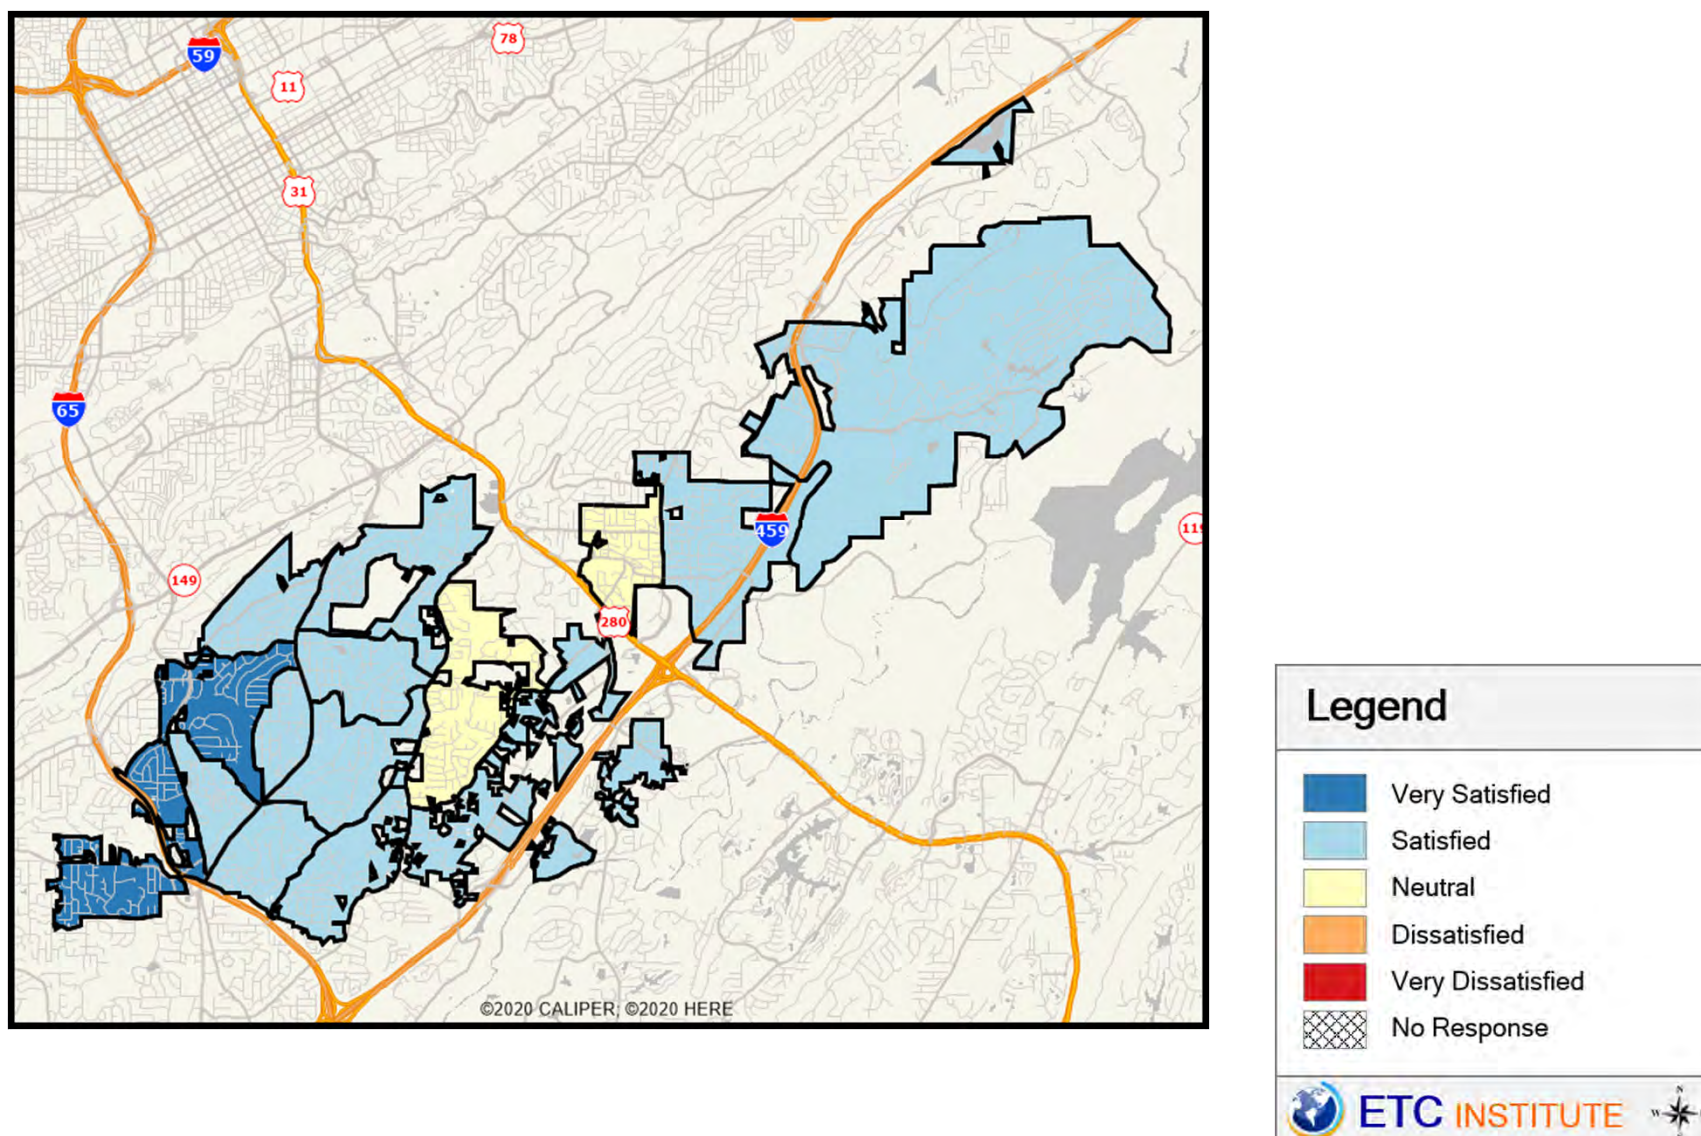 78
59
11
31
65
459
119
149
280
©2020 CALIPER; ©2020 HERE
Legend
Very Satisfied
Satisfied
Neutral
Dissatisfied
Very Dissatisfied
No Response
N
W
ETC INSTITUTE